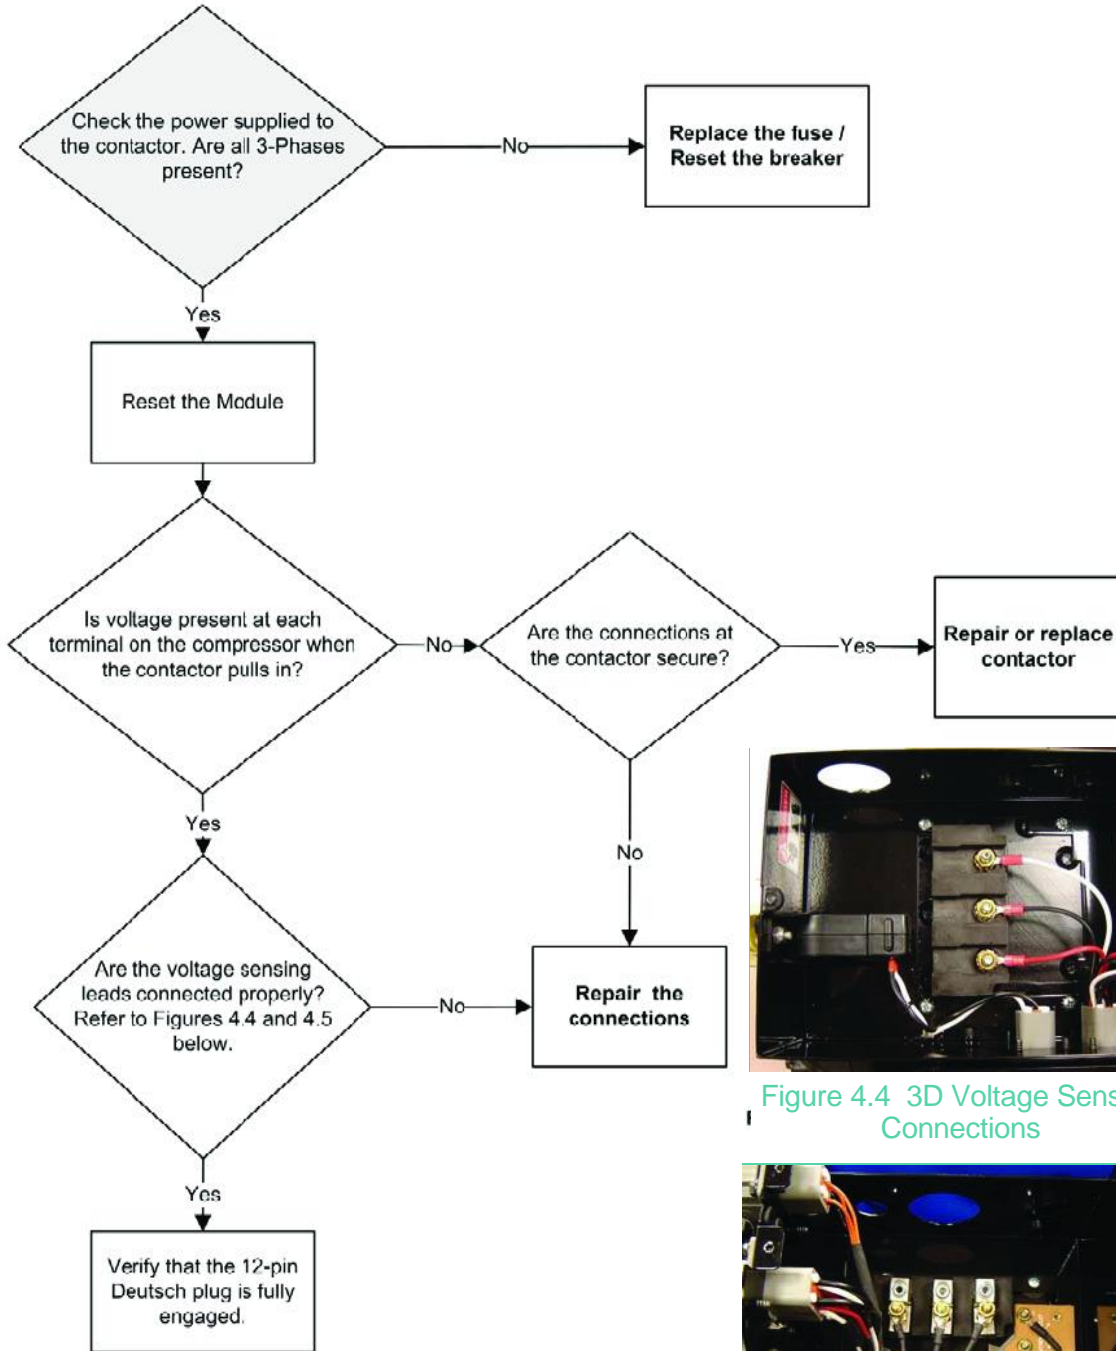 Check the power supplied to
the contactor. Are all 3-Phases
present?
No
Replace the fuse /
Reset the breaker
Yes
Reset the Module
Is voltage present at each
terminal on the compressor when
the contactor pulls in?
No
Are the connections at
the contactor secure?
Yes
Repair or replace
contactor
Yes
No
Are the voltage sensing
leads connected properly?
Refer to Figures 4.4 and 4.5
below.
No
Repair the
connections
Figure 4.4 3D Voltage Sens
Connections
Yes
Verify that the 12-pin
Deutsch plug is fully
engaged.